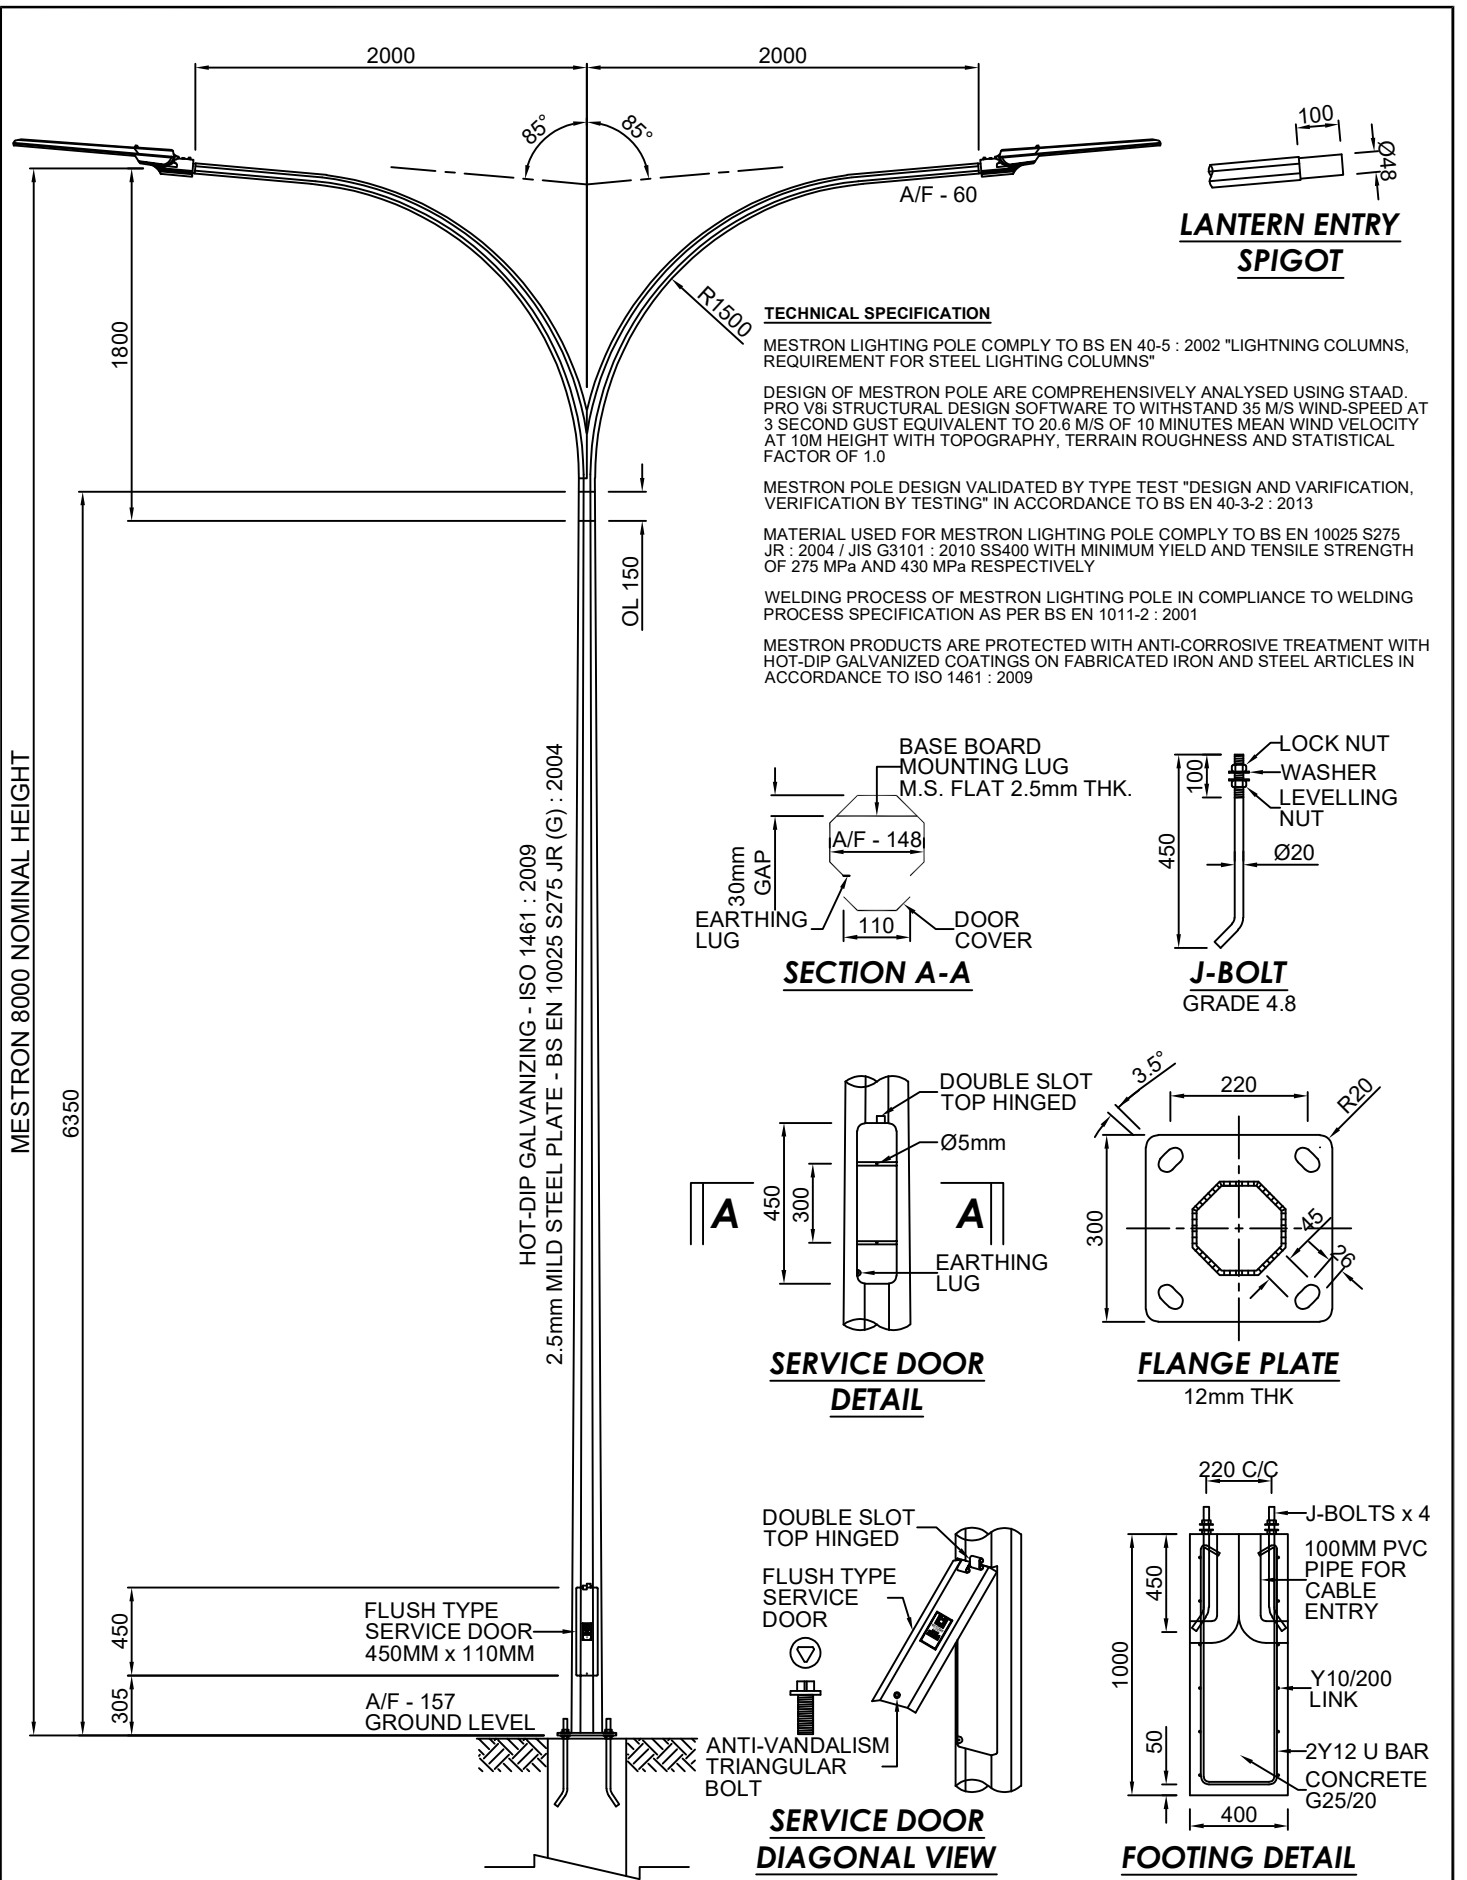 2000
2000
85°
85°
A/F - 60
R1500
100
Ø48
LANTERN ENTRY
SPIGOT
TECHNICAL SPECIFICATION
MESTRON LIGHTING POLE COMPLY TO BS EN 40-5 : 2002 "LIGHTNING COLUMNS,
REQUIREMENT FOR STEEL LIGHTING COLUMNS"
DESIGN OF MESTRON POLE ARE COMPREHENSIVELY ANALYSED USING STAAD.
PRO V8i STRUCTURAL DESIGN SOFTWARE TO WITHSTAND 35 M/S WIND-SPEED AT
3 SECOND GUST EQUIVALENT TO 20.6 M/S OF 10 MINUTES MEAN WIND VELOCITY
AT 10M HEIGHT WITH TOPOGRAPHY, TERRAIN ROUGHNESS AND STATISTICAL
FACTOR OF 1.0
MESTRON POLE DESIGN VALIDATED BY TYPE TEST "DESIGN AND VARIFICATION,
VERIFICATION BY TESTING" IN ACCORDANCE TO BS EN 40-3-2 : 2013
MATERIAL USED FOR MESTRON LIGHTING POLE COMPLY TO BS EN 10025 S275
JR : 2004 / JIS G3101 : 2010 SS400 WITH MINIMUM YIELD AND TENSILE STRENGTH
OF 275 MPa AND 430 MPa RESPECTIVELY
WELDING PROCESS OF MESTRON LIGHTING POLE IN COMPLIANCE TO WELDING
PROCESS SPECIFICATION AS PER BS EN 1011-2 : 2001
MESTRON PRODUCTS ARE PROTECTED WITH ANTI-CORROSIVE TREATMENT WITH
HOT-DIP GALVANIZED COATINGS ON FABRICATED IRON AND STEEL ARTICLES IN
ACCORDANCE TO ISO 1461 : 2009
1800
OL 150
MESTRON 8000 NOMINAL HEIGHT
6350
HOT-DIP GALVANIZING - ISO 1461 : 2009
2.5mm MILD STEEL PLATE - BS EN 10025 S275 JR (G) : 2004
450
305
FLUSH TYPE
SERVICE DOOR
450MM x 110MM
A/F - 157
GROUND LEVEL
BASE BOARD
MOUNTING LUG
M.S. FLAT 2.5mm THK.
A/F - 148
30mm
GAP
EARTHING
LUG
110
DOOR
COVER
SECTION A-A
LOCK NUT
WASHER
LEVELLING
NUT
100
450
Ø20
J-BOLT
GRADE 4.8
DOUBLE SLOT
TOP HINGED
Ø5mm
450
300
A
A
EARTHING
LUG
SERVICE DOOR
DETAIL
3.5°
220
R20
300
45
26
FLANGE PLATE
12mm THK
DOUBLE SLOT
TOP HINGED
FLUSH TYPE
SERVICE
DOOR
ANTI-VANDALISM
TRIANGULAR
BOLT
SERVICE DOOR
DIAGONAL VIEW
220 C/C
J-BOLTS x 4
100MM PVC
PIPE FOR
CABLE
ENTRY
450
1000
50
Y10/200
LINK
2Y12 U BAR
CONCRETE
G25/20
400
FOOTING DETAIL